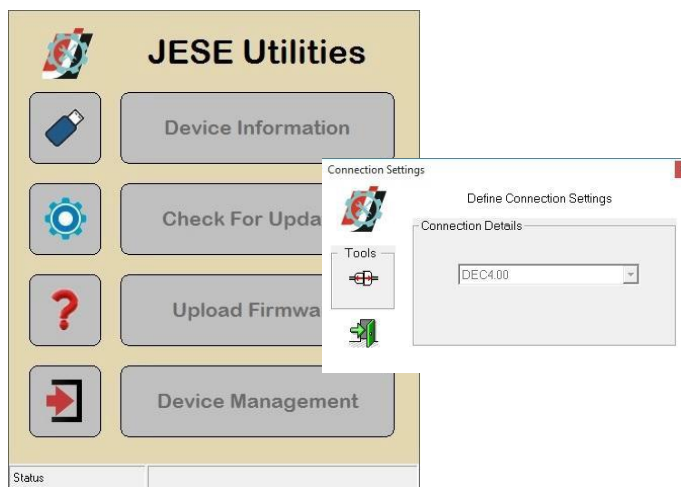 JESE Utilities
Device Information
Connection Settings
Define Connection Settings
Check For Upda
Connection Details
Tools
DEC4.00
Upload Firmwa
Device Management
Status